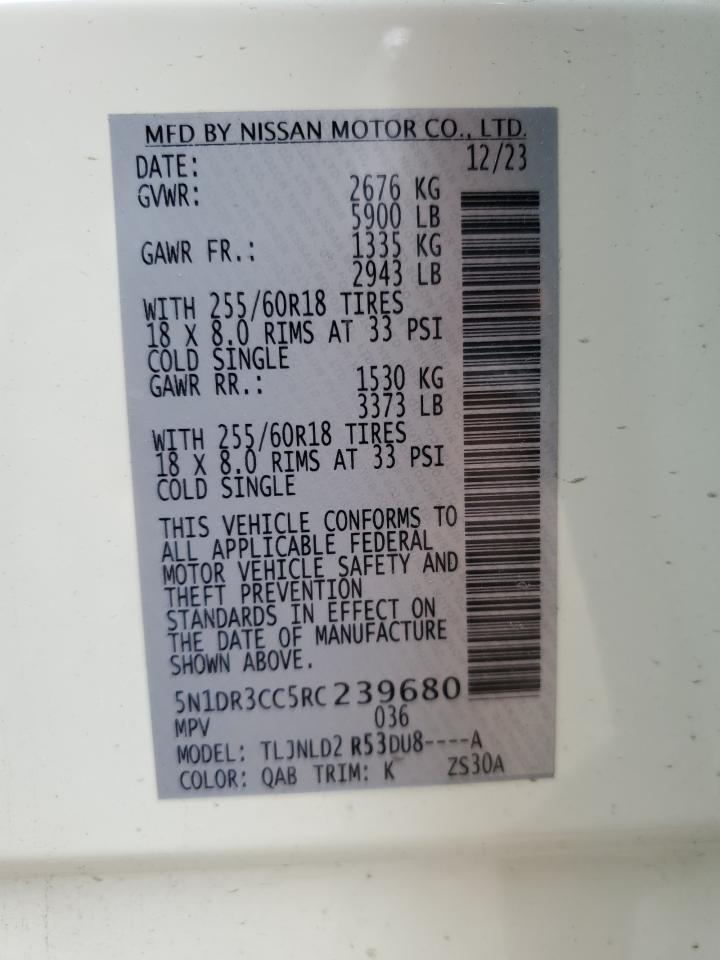 MFD BY NISSAN MOTOR CO., LTD.
DATE: 12/23
GVWR: 2676 KG
5900 LB
GAWR FR.: 1335 KG
2943 LB
WITH 255/60R18 TIRES
18 X 8.0 RIMS AT 33 PSI
COLD SINGLE
GAWR RR.: 1530 KG
3373 LB
WITH 255/60R18 TIRES
18 X 8.0 RIMS AT 33 PSI
COLD SINGLE
THIS VEHICLE CONFORMS TO
ALL APPLICABLE FEDERAL
MOTOR VEHICLE SAFETY AND
THEFT PREVENTION
STANDARDS IN EFFECT ON
THE DATE OF MANUFACTURE
SHOWN ABOVE.
5N1DR3CC5RC239680
MPV 036
MODEL: TLJNLD2 R53DU8----A
COLOR: QAB TRIM: K ZS30A